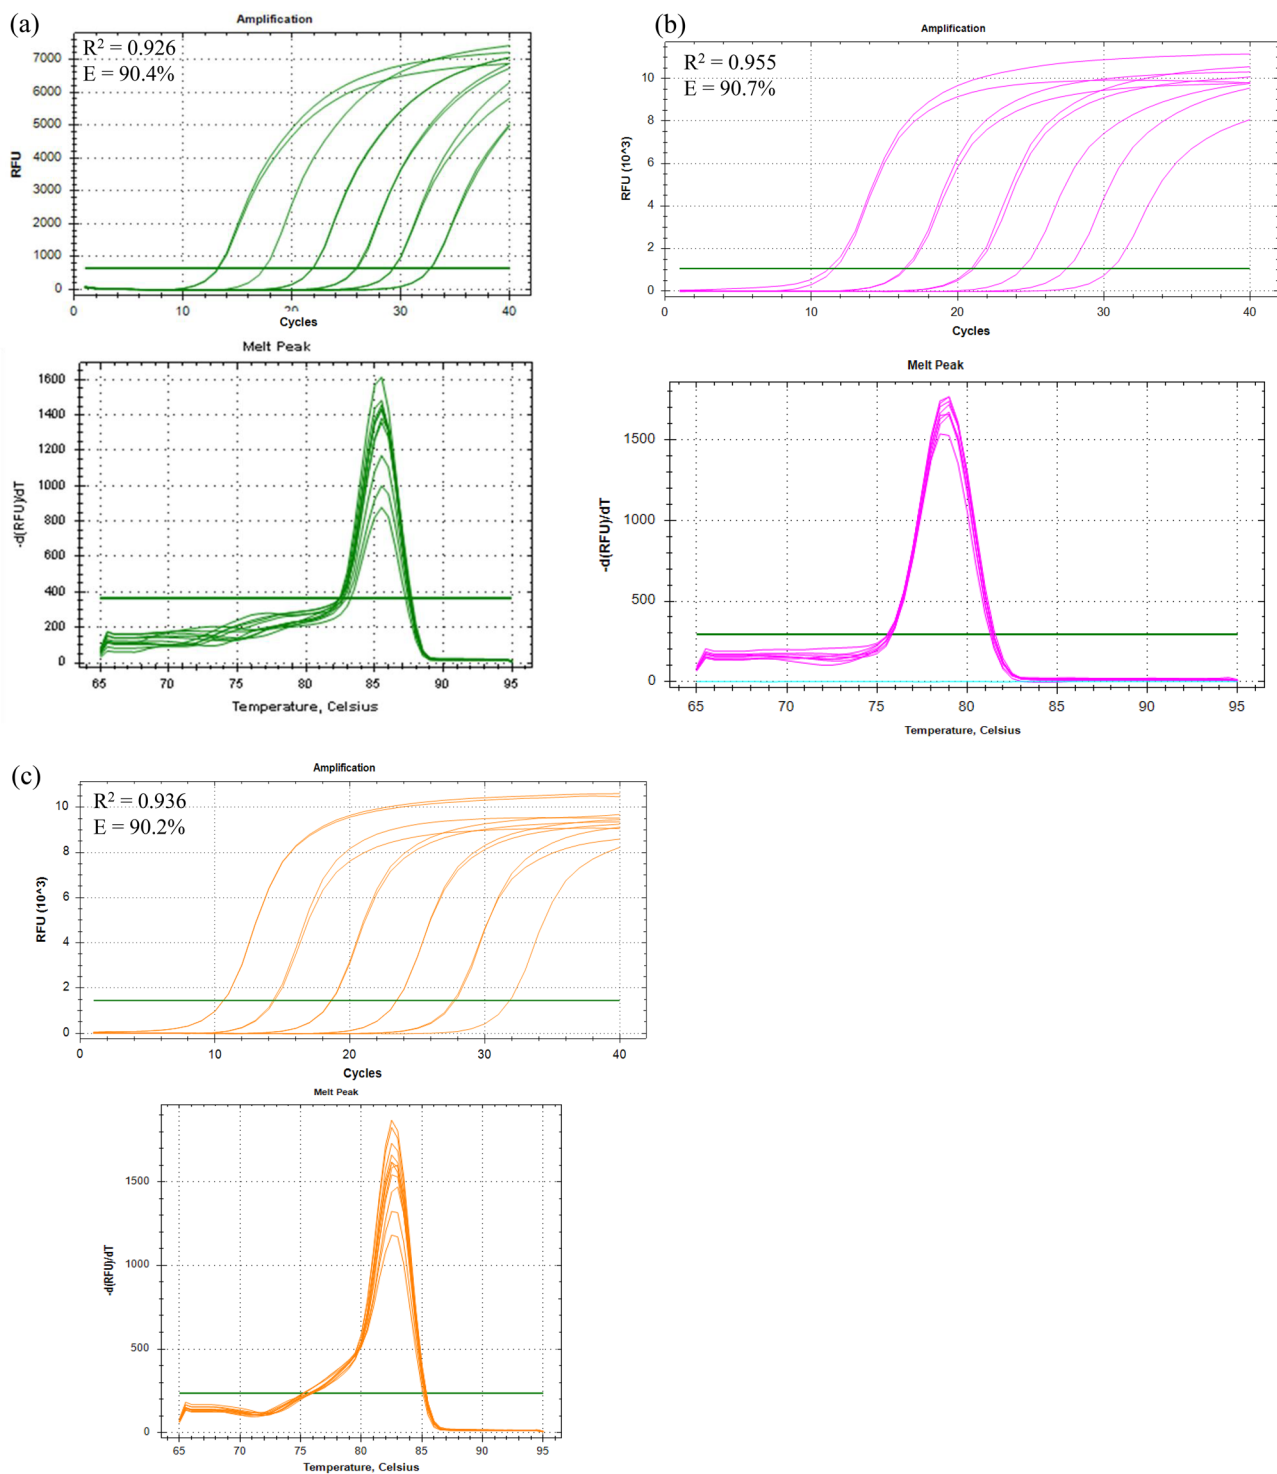 (a)
Amplification
R² = 0.926
E = 90.4%
7000
6000
5000
4000
3000
2000
1000
0
RFU
0 10 20 30 40
Cycles
Melt Peak
1600
1400
1200
1000
800
600
400
200
0
-d(RFU)/dT
65 70 75 80 85 90 95
Temperature, Celsius
(b)
Amplification
R² = 0.955
E = 90.7%
10
8
6
4
2
0
RFU (10^3)
0 10 20 30 40
Cycles
Melt Peak
1500
1000
500
0
-d(RFU)/dT
65 70 75 80 85 90 95
Temperature, Celsius
(c)
Amplification
R² = 0.936
E = 90.2%
10
8
6
4
2
0
RFU (10^3)
0 10 20 30 40
Cycles
Melt Peak
1500
1000
500
0
-d(RFU)/dT
65 70 75 80 85 90 95
Temperature, Celsius